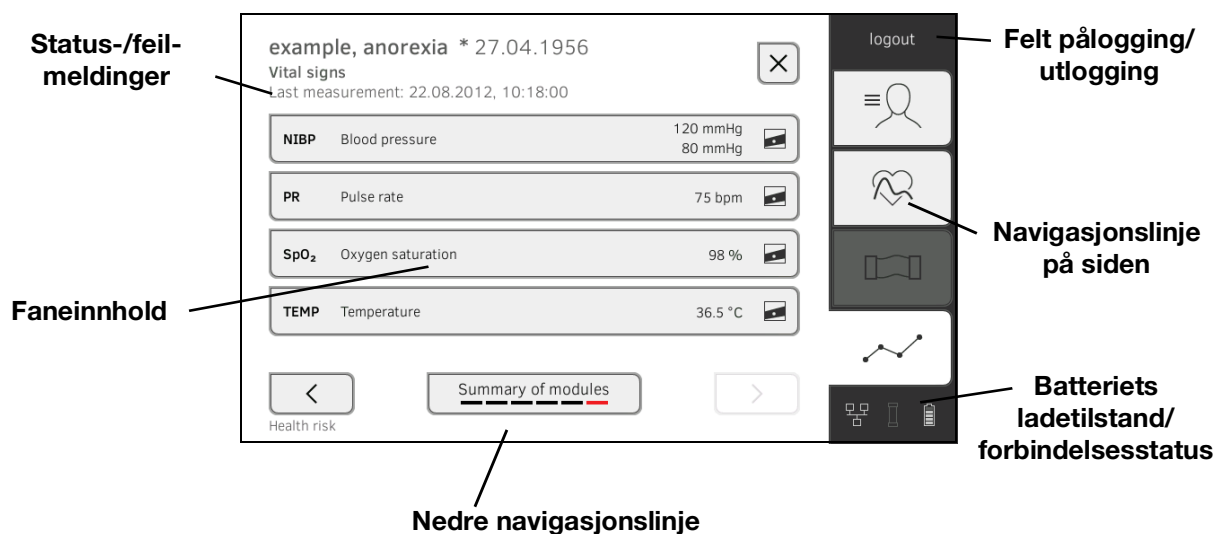 Status-/feil-
meldinger
example, anorexia * 27.04.1956
Vital signs
Last measurement: 22.08.2012, 10:18:00
logout
Felt pålogging/
utlogging
NIBP Blood pressure 120 mmHg
80 mmHg
PR Pulse rate 75 bpm
SpO₂ Oxygen saturation 98 %
TEMP Temperature 36.5 °C
Navigasjonslinje
på siden
Faneinnhold
Summary of modules
Health risk
Batteriets
ladetilstand/
forbindelsesstatus
Nedre navigasjonslinje